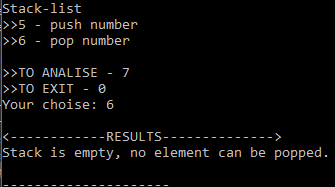 Stack-list
>>5 - push number
>>6 - pop number
>>TO ANALISE - 7
>>TO EXIT - 0
Your choise: 6
<------------RESULTS-------------->
Stack is empty, no element can be popped.
---------------------